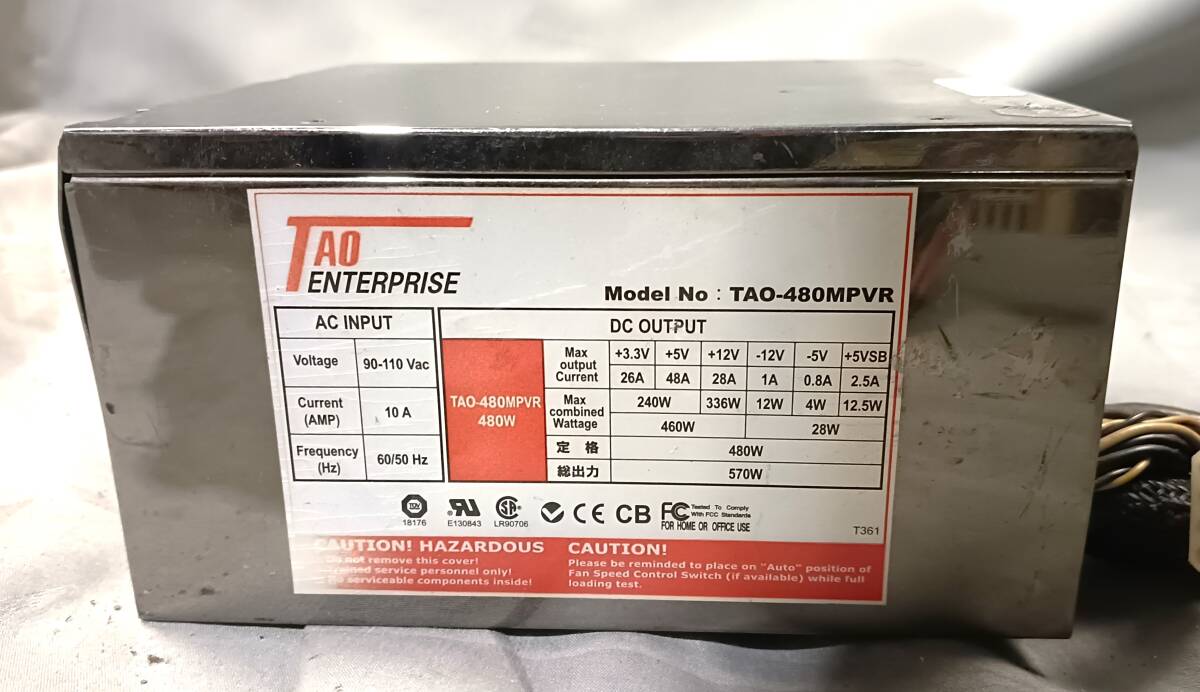 TAO
ENTERPRISE
Model No : TAO-480MPVR
AC INPUT
Voltage 90-110 Vac
Current (AMP) 10 A
Frequency (Hz) 60/50 Hz
DC OUTPUT
TAO-480MPVR
480W
Max output Current +3.3V +5V +12V -12V -5V +5VSB
26A 48A 28A 1A 0.8A 2.5A
Max combined Wattage 240W 336W 12W 4W 12.5W
460W 28W
定格 480W
総出力 570W
TÜV
18176
E130843
SA
LR90706
CE CB FC Tested To Comply
With FCC Standards
FOR HOME OR OFFICE USE
T361
CAUTION! HAZARDOUS
Do not remove this cover!
Trained service personnel only!
No serviceable components inside!
CAUTION!
Please be reminded to place on "Auto" position of
Fan Speed Control Switch (if available) while full
loading test.